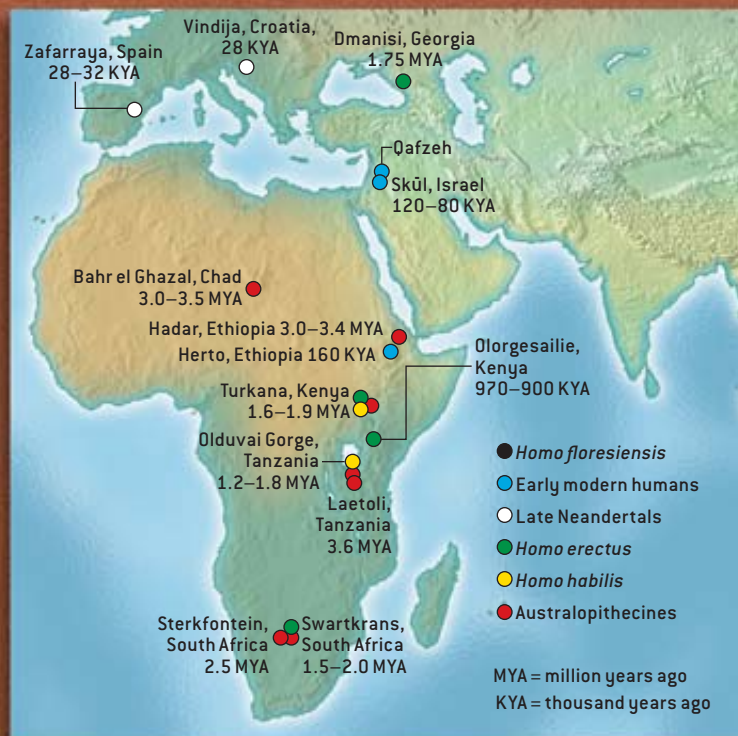 Vindija, Croatia,
28 KYA
Zafarraya, Spain
28–32 KYA
Dmanisi, Georgia
1.75 MYA
Qafzeh
Skūl, Israel
120–80 KYA
Bahr el Ghazal, Chad
3.0–3.5 MYA
Hadar, Ethiopia 3.0–3.4 MYA
Herto, Ethiopia 160 KYA
Olorgesailie,
Kenya
970–900 KYA
Turkana, Kenya
1.6–1.9 MYA
Olduvai Gorge,
Tanzania
1.2–1.8 MYA
Laetoli,
Tanzania
3.6 MYA
Sterkfontein,
South Africa
2.5 MYA
Swartkrans,
South Africa
1.5–2.0 MYA
Homo floresiensis
Early modern humans
Late Neandertals
Homo erectus
Homo habilis
Australopithecines
MYA = million years ago
KYA = thousand years ago